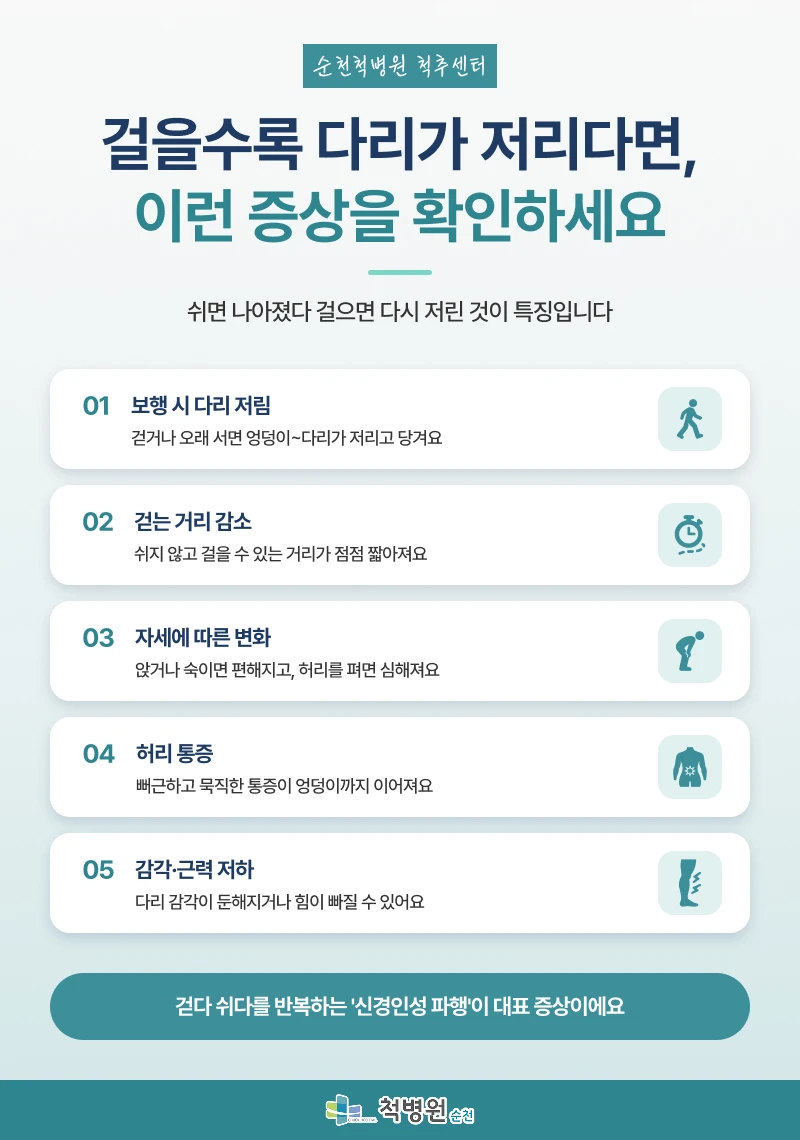 순천척병원 척추센터
걸을수록 다리가 저리다면,
이런 증상을 확인하세요
쉬면 나아졌다 걸으면 다시 저린 것이 특징입니다
01 보행 시 다리 저림
걷거나 오래 서면 엉덩이~다리가 저리고 당겨요
02 걷는 거리 감소
쉬지 않고 걸을 수 있는 거리가 점점 짧아져요
03 자세에 따른 변화
앉거나 숙이면 편해지고, 허리를 펴면 심해져요
04 허리 통증
뻐근하고 묵직한 통증이 엉덩이까지 이어져요
05 감각·근력 저하
다리 감각이 둔해지거나 힘이 빠질 수 있어요
걷다 쉬다를 반복하는 '신경인성 파행'이 대표 증상이에요
척병원 순천